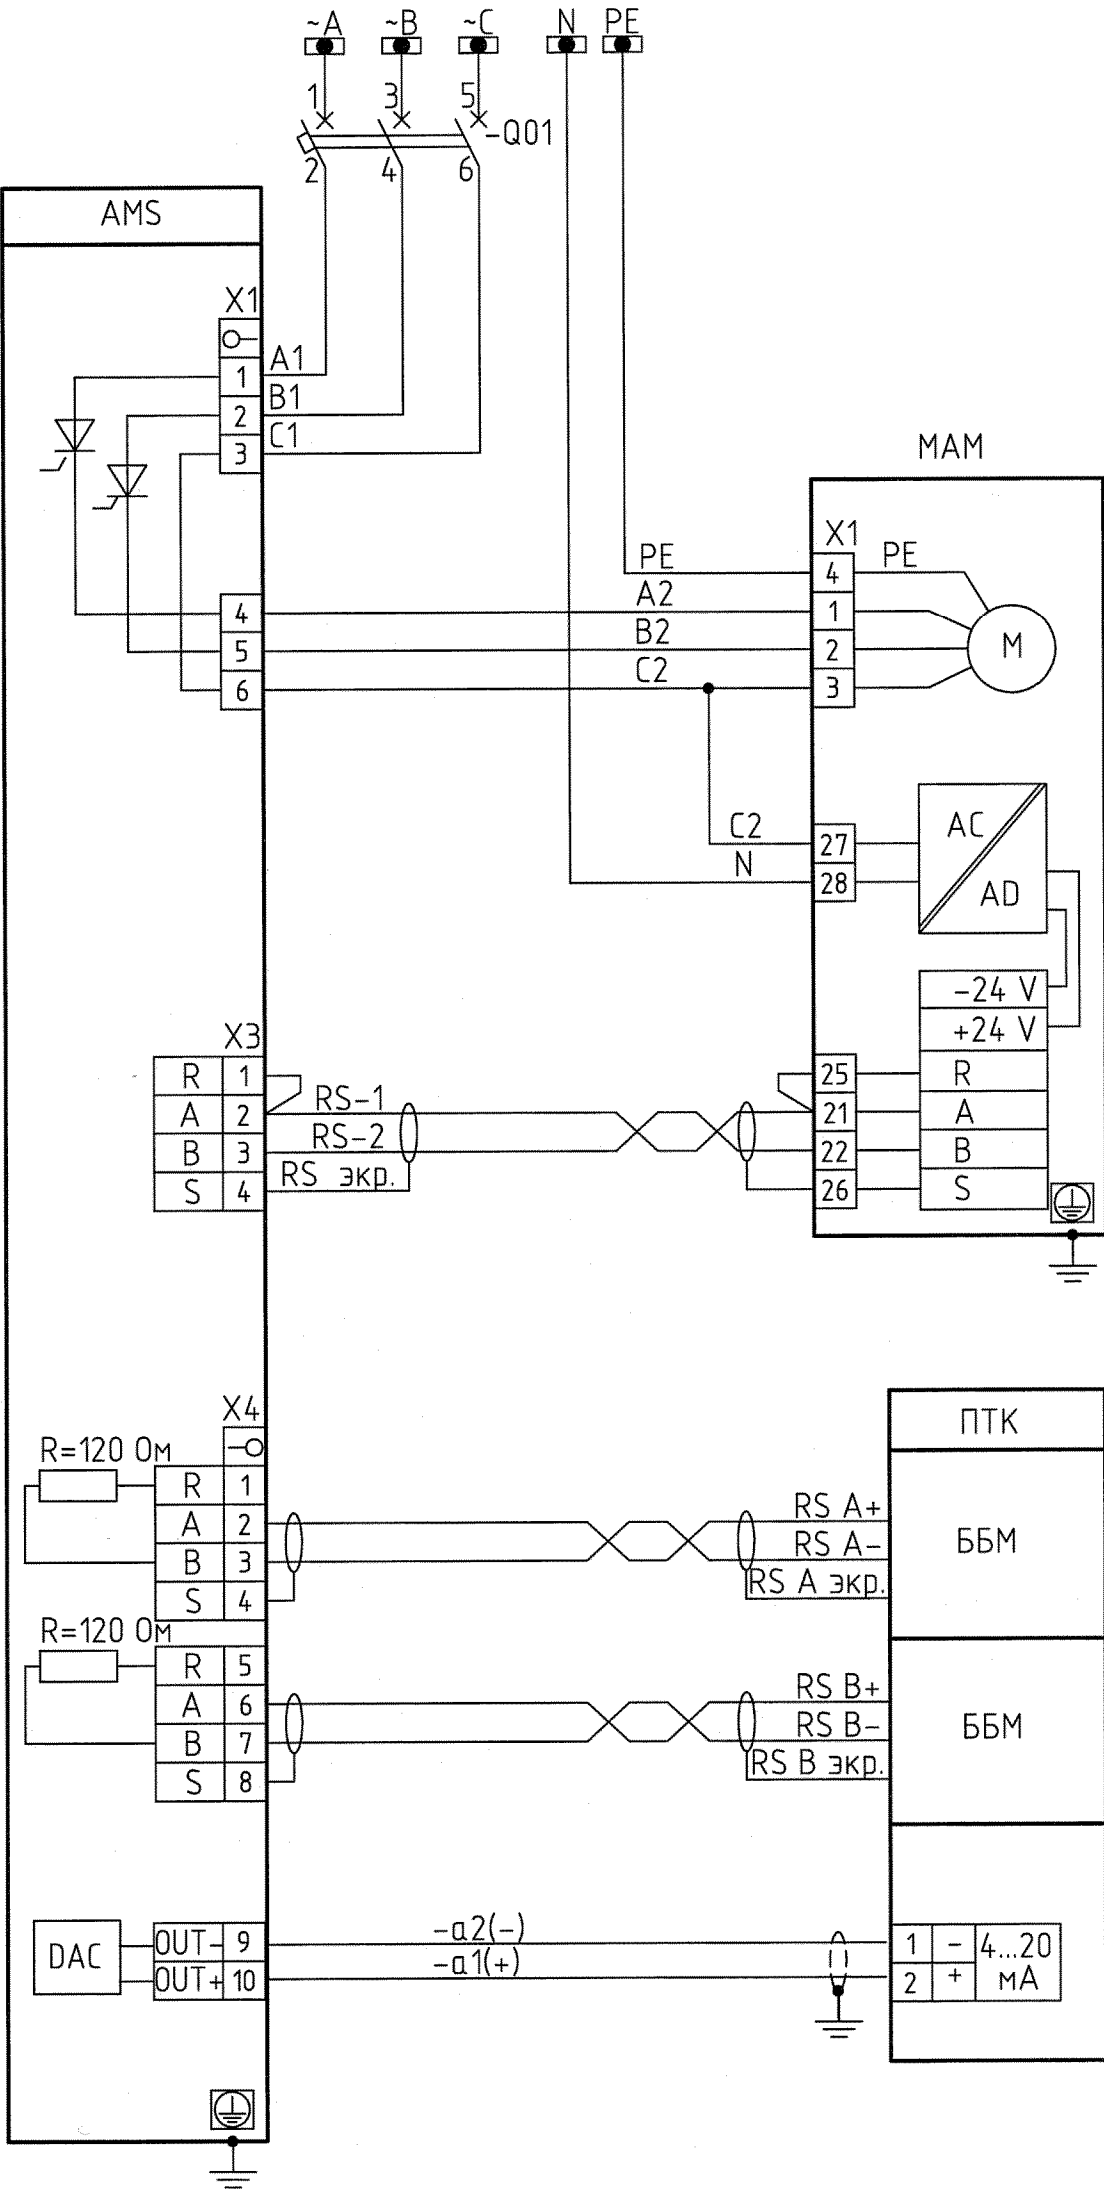 ~A ~B ~C N PE
1 3 5
-Q01
2 4 6
AMS
X1
1 A1
2 B1
3 C1
MAM
X1
PE 4 PE
4 A2 1
5 B2 2
6 C2 3
M
C2 27
N 28
AC
AD
-24 V
+24 V
X3
R 1
A 2 RS-1
B 3 RS-2
S 4 RS экр.
25 R
21 A
22 B
26 S
X4
R=120 Ом
R 1
A 2
B 3
S 4
ПТК
RS A+
RS A-
RS A экр.
ББМ
R=120 Ом
R 5
A 6
B 7
S 8
RS B+
RS B-
RS B экр.
ББМ
DAC
OUT- 9 -a2(-) 1 - 4...20
OUT+ 10 -a1(+) 2 + мА